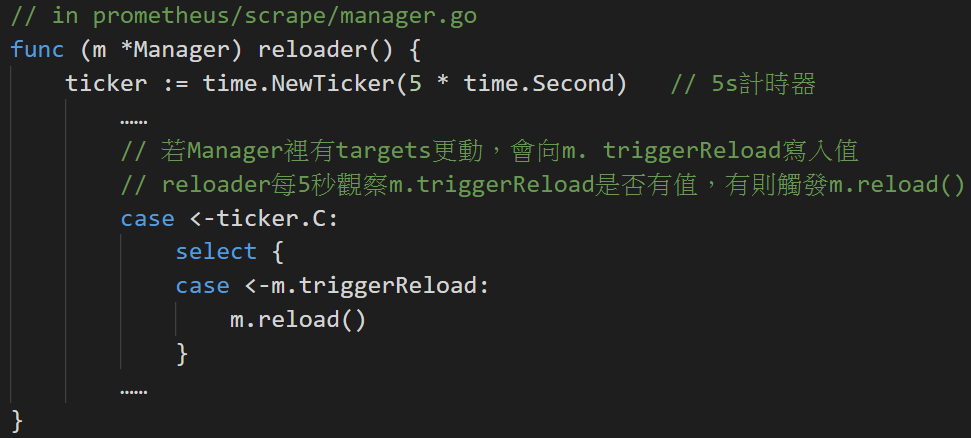 // in prometheus/scrape/manager.go
func (m *Manager) reloader() {
    ticker := time.NewTicker(5 * time.Second)   // 5s計時器
        ……
        // 若Manager裡有targets更動，會向m. triggerReload寫入值
        // reloader每5秒觀察m.triggerReload是否有值，有則觸發m.reload()
        case <-ticker.C:
            select {
            case <-m.triggerReload:
                m.reload()
            }
        ……
}